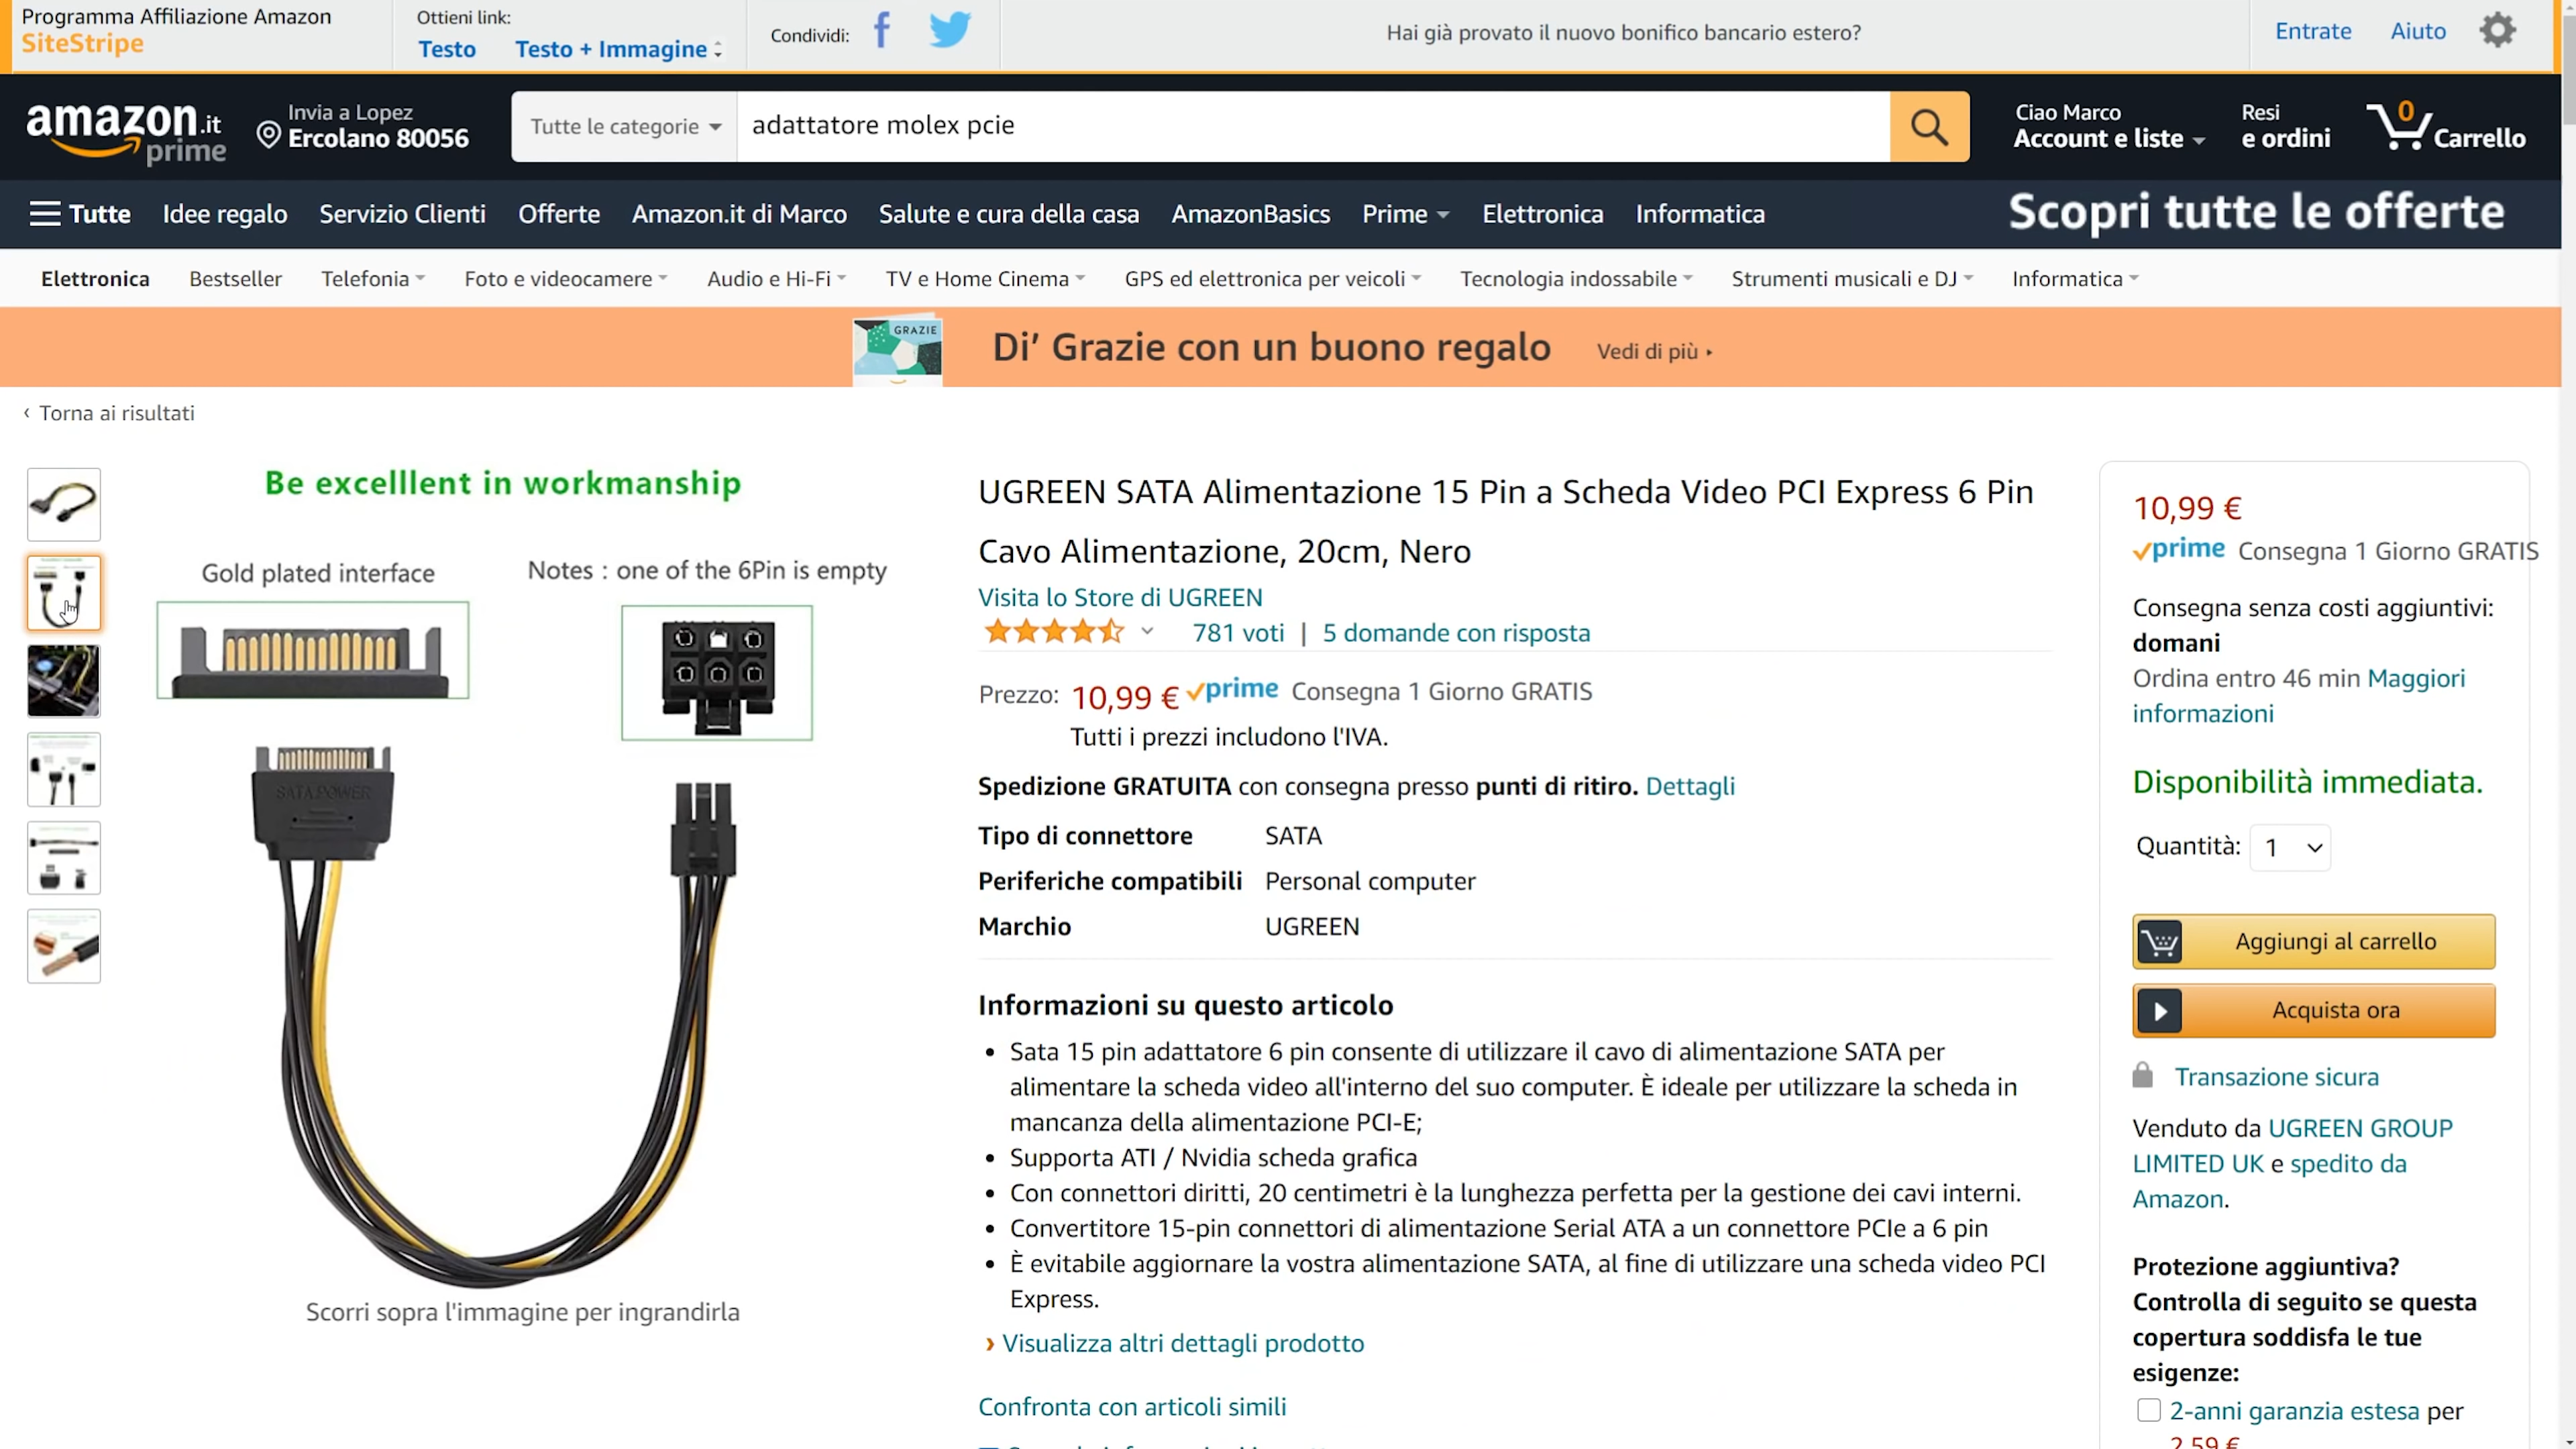 Programma Affiliazione Amazon
SiteStripe
Ottieni link:
Testo
Testo + Immagine
Condividi:
Hai già provato il nuovo bonifico bancario estero?
Entrate
Aiuto
amazon.it
prime
Invia a Lopez
Ercolano 80056
Tutte le categorie
adattatore molex pcie
Ciao Marco
Account e liste
Resi
e ordini
0
Carrello
Tutte
Idee regalo
Servizio Clienti
Offerte
Amazon.it di Marco
Salute e cura della casa
AmazonBasics
Prime
Elettronica
Informatica
Scopri tutte le offerte
Elettronica
Bestseller
Telefonia
Foto e videocamere
Audio e Hi-Fi
TV e Home Cinema
GPS ed elettronica per veicoli
Tecnologia indossabile
Strumenti musicali e DJ
Informatica
GRAZIE
Di' Grazie con un buono regalo
Vedi di più
‹ Torna ai risultati
Be excelllent in workmanship
Gold plated interface
Notes : one of the 6Pin is empty
SATA POWER
Scorri sopra l'immagine per ingrandirla
UGREEN SATA Alimentazione 15 Pin a Scheda Video PCI Express 6 Pin
Cavo Alimentazione, 20cm, Nero
Visita lo Store di UGREEN
781 voti | 5 domande con risposta
Prezzo: 10,99 € prime Consegna 1 Giorno GRATIS
Tutti i prezzi includono l'IVA.
Spedizione GRATUITA con consegna presso punti di ritiro. Dettagli
Tipo di connettore SATA
Periferiche compatibili Personal computer
Marchio UGREEN
Informazioni su questo articolo
• Sata 15 pin adattatore 6 pin consente di utilizzare il cavo di alimentazione SATA per
alimentare la scheda video all'interno del suo computer. È ideale per utilizzare la scheda in
mancanza della alimentazione PCI-E;
• Supporta ATI / Nvidia scheda grafica
• Con connettori diritti, 20 centimetri è la lunghezza perfetta per la gestione dei cavi interni.
• Convertitore 15-pin connettori di alimentazione Serial ATA a un connettore PCIe a 6 pin
• È evitabile aggiornare la vostra alimentazione SATA, al fine di utilizzare una scheda video PCI
Express.
› Visualizza altri dettagli prodotto
Confronta con articoli simili
10,99 €
prime Consegna 1 Giorno GRATIS
Consegna senza costi aggiuntivi:
domani
Ordina entro 46 min Maggiori
informazioni
Disponibilità immediata.
Quantità: 1
Aggiungi al carrello
Acquista ora
Transazione sicura
Venduto da UGREEN GROUP
LIMITED UK e spedito da
Amazon.
Protezione aggiuntiva?
Controlla di seguito se questa
copertura soddisfa le tue
esigenze:
2-anni garanzia estesa per
2,59 €